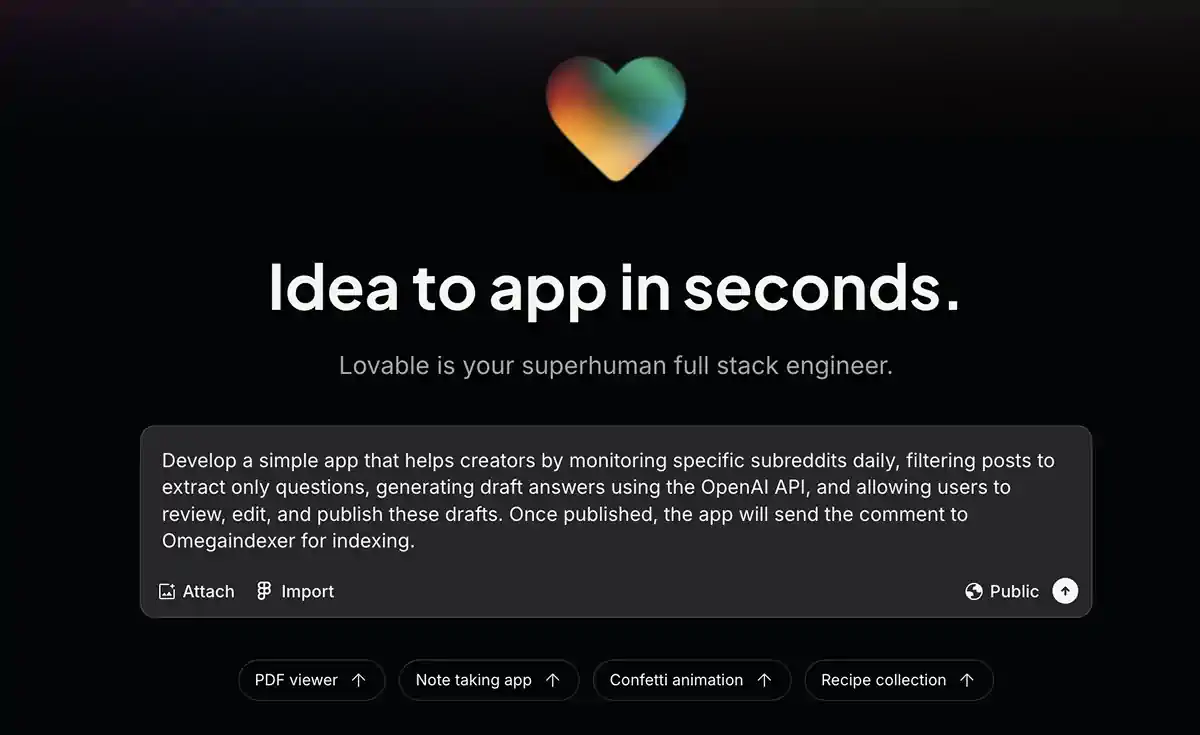 Idea to app in seconds.
Lovable is your superhuman full stack engineer.
Develop a simple app that helps creators by monitoring specific subreddits daily, filtering posts to
extract only questions, generating draft answers using the OpenAI API, and allowing users to
review, edit, and publish these drafts. Once published, the app will send the comment to
Omegaindexer for indexing.
Attach Import Public
PDF viewer Note taking app Confetti animation Recipe collection